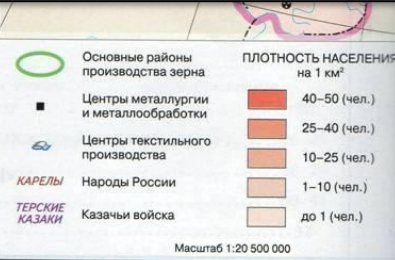 Основные районы
производства зерна
Центры металлургии
и металлообработки
Центры текстильного
производства
КАРЕЛЫ Народы России
ТЕРСКИЕ
КАЗАКИ Казачьи войска
ПЛОТНОСТЬ НАСЕЛЕНИЯ
на 1 км²
40–50 (чел.)
25–40 (чел.)
10–25 (чел.)
1–10 (чел.)
до 1 (чел.)
Масштаб 1:20 500 000